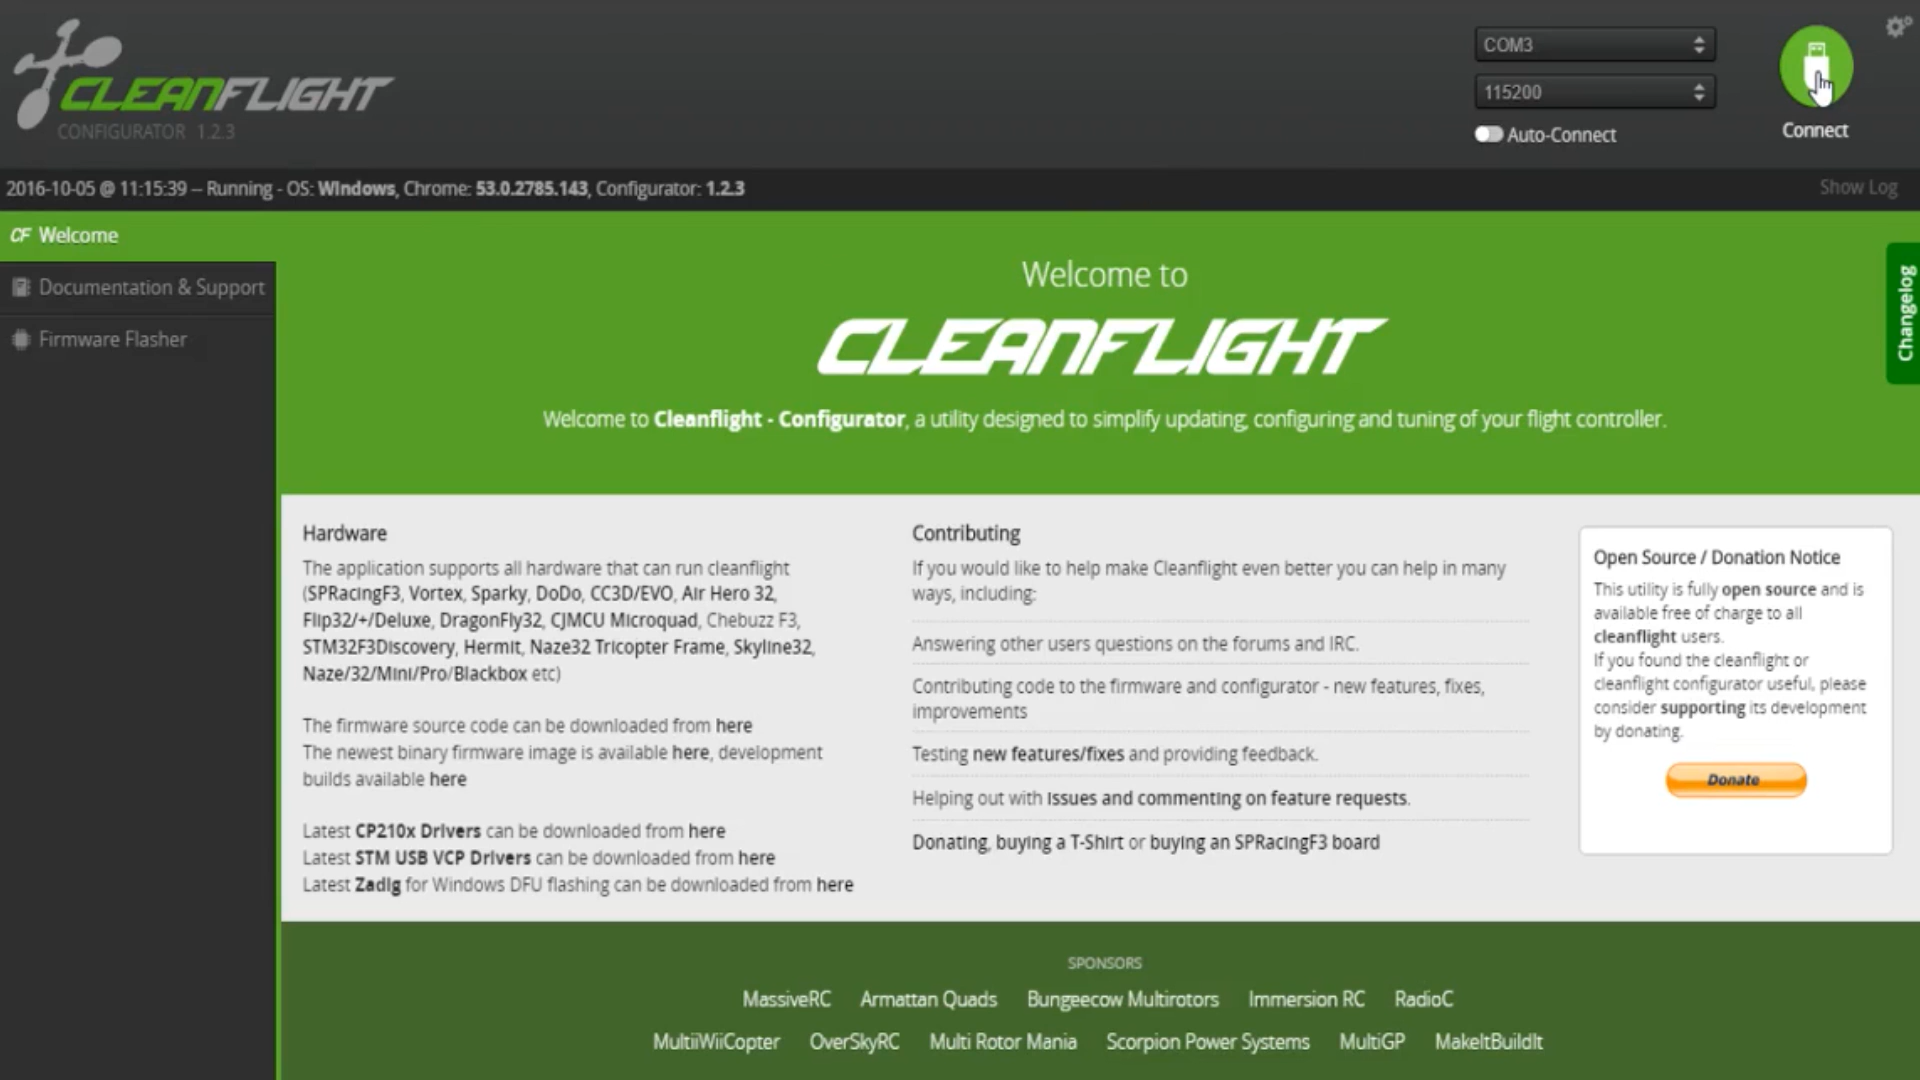 CLEANFLIGHT
CONFIGURATOR 1.2.3
COM3
115200
Auto-Connect
Connect
2016-10-05 @ 11:15:39 -- Running - OS: Windows, Chrome: 53.0.2785.143, Configurator: 1.2.3
Show Log
CF Welcome
Documentation & Support
Firmware Flasher
Changelog
Welcome to
CLEANFLIGHT
Welcome to Cleanflight - Configurator, a utility designed to simplify updating, configuring and tuning of your flight controller.
Hardware
The application supports all hardware that can run cleanflight
(SPRacingF3, Vortex, Sparky, DoDo, CC3D/EVO, Air Hero 32,
Flip32/+/Deluxe, DragonFly32, CJMCU Microquad, Chebuzz F3,
STM32F3Discovery, Hermit, Naze32 Tricopter Frame, Skyline32,
Naze/32/Mini/Pro/Blackbox etc)
The firmware source code can be downloaded from here
The newest binary firmware image is available here, development
builds available here
Latest CP210x Drivers can be downloaded from here
Latest STM USB VCP Drivers can be downloaded from here
Latest Zadig for Windows DFU flashing can be downloaded from here
Contributing
If you would like to help make Cleanflight even better you can help in many
ways, including:
Answering other users questions on the forums and IRC.
Contributing code to the firmware and configurator - new features, fixes,
improvements
Testing new features/fixes and providing feedback.
Helping out with issues and commenting on feature requests.
Donating, buying a T-Shirt or buying an SPRacingF3 board
Open Source / Donation Notice
This utility is fully open source and is
available free of charge to all
cleanflight users.
If you found the cleanflight or
cleanflight configurator useful, please
consider supporting its development
by donating.
Donate
SPONSORS
MassiveRC Armattan Quads Bungeecow Multirotors Immersion RC RadioC
MultiiWiiCopter OverSkyRC Multi Rotor Mania Scorpion Power Systems MultiGP MakeItBuildIt